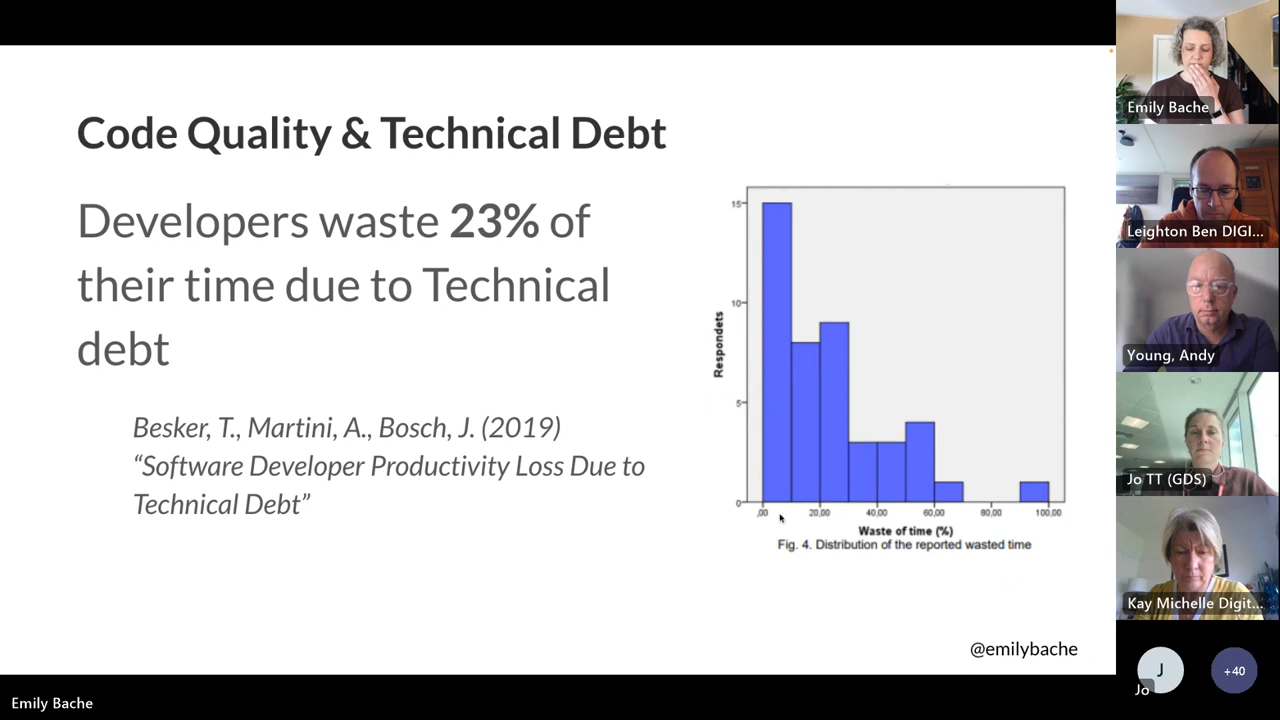 Code Quality & Technical Debt
Developers waste 23% of
their time due to Technical
debt
Besker, T., Martini, A., Bosch, J. (2019)
“Software Developer Productivity Loss Due to
Technical Debt”
Respondets
15
10
5
0
,00
20,00
40,00
60,00
80,00
100,00
Waste of time (%)
Fig. 4. Distribution of the reported wasted time
@emilybache
Emily Bache
Emily Bache
Leighton Ben DIGI...
Young, Andy
Jo TT (GDS)
Kay Michelle Digit...
J
Jo
+40